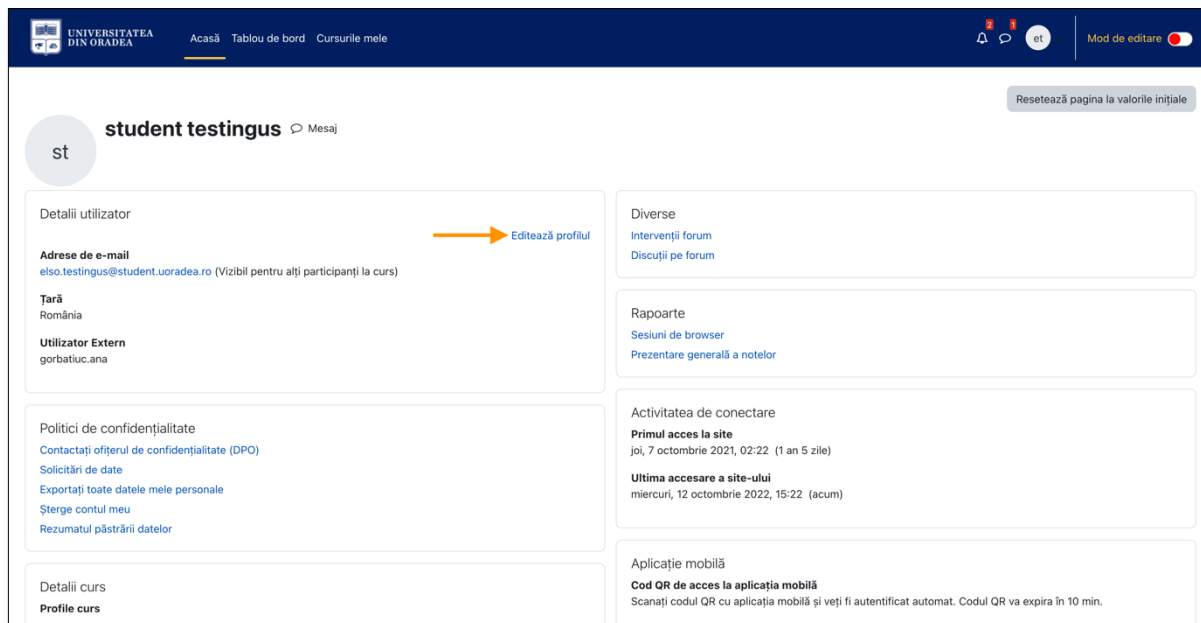 UNIVERSITATEA
DIN ORADEA
Acasă Tablou de bord Cursurile mele
2 1
et
Mod de editare
Resetează pagina la valorile inițiale
st
student testingus Mesaj
Detalii utilizator
Editează profilul
Adrese de e-mail
elso.testingus@student.uoradea.ro (Vizibil pentru alți participanți la curs)
Țară
România
Utilizator Extern
gorbatiuc.ana
Politici de confidențialitate
Contactați ofițerul de confidențialitate (DPO)
Solicitări de date
Exportați toate datele mele personale
Șterge contul meu
Rezumatul păstrării datelor
Detalii curs
Profile curs
Diverse
Intervenții forum
Discuții pe forum
Rapoarte
Sesiuni de browser
Prezentare generală a notelor
Activitatea de conectare
Primul acces la site
joi, 7 octombrie 2021, 02:22 (1 an 5 zile)
Ultima accesare a site-ului
miercuri, 12 octombrie 2022, 15:22 (acum)
Aplicație mobilă
Cod QR de acces la aplicația mobilă
Scanați codul QR cu aplicația mobilă și veți fi autentificat automat. Codul QR va expira în 10 min.